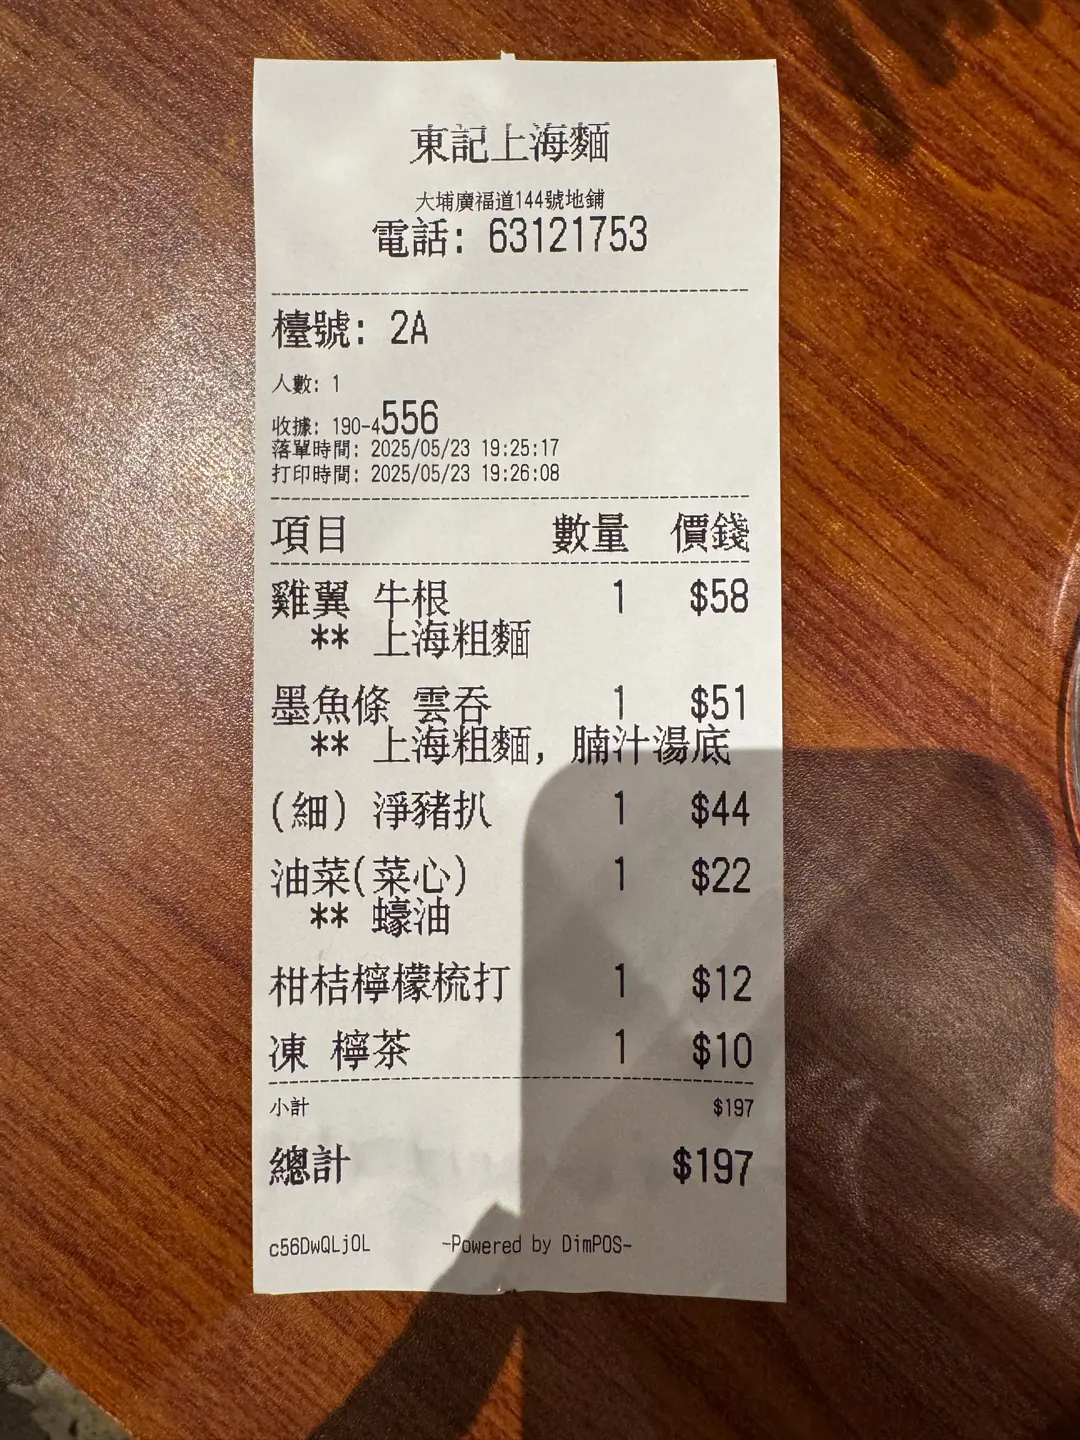 東記上海麵
大埔廣福道144號地鋪
電話: 63121753
檯號: 2A
人數: 1
收據: 190-4556
落單時間: 2025/05/23 19:25:17
打印時間: 2025/05/23 19:26:08
項目 數量 價錢
雞翼 牛根 1 $58
** 上海粗麵
墨魚條 雲吞 1 $51
** 上海粗麵, 腩汁湯底
(細) 淨豬扒 1 $44
油菜(菜心) 1 $22
** 蠔油
柑桔檸檬梳打 1 $12
凍 檸茶 1 $10
小計 $197
總計 $197
c56DwQLjOL -Powered by DimPOS-